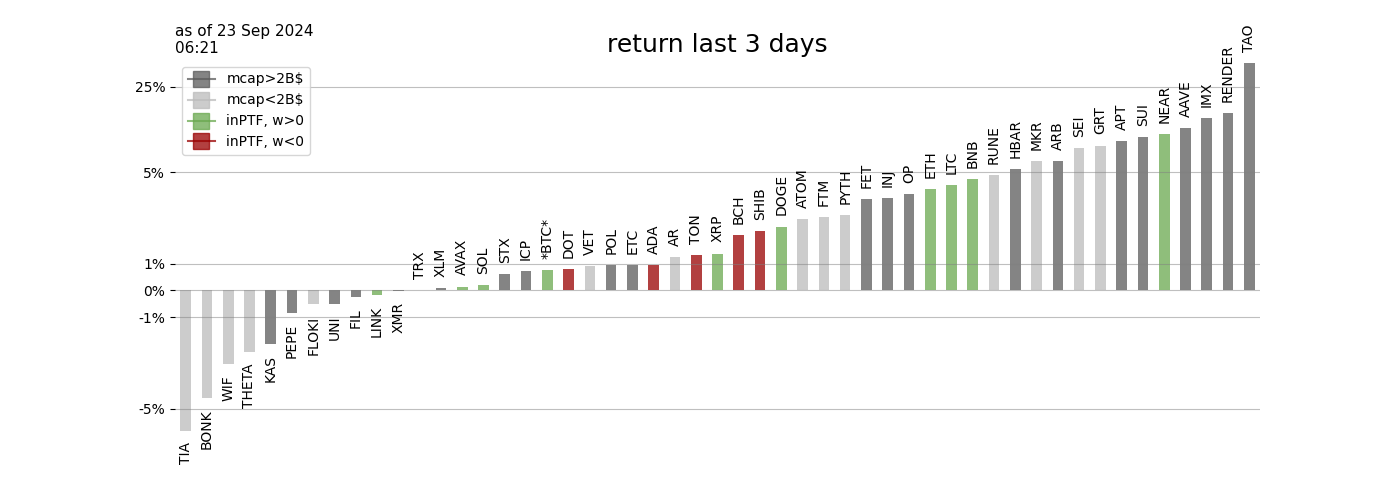 as of 23 Sep 2024
06:21
return last 3 days
mcap>2B$
mcap<2B$
inPTF, w>0
inPTF, w<0
25%
5%
1%
0%
-1%
-5%
TIA
BONK
WIF
THETA
KAS
PEPE
FLOKI
UNI
FIL
LINK
XMR
TRX
XLM
AVAX
SOL
STX
ICP
*BTC*
DOT
VET
POL
ETC
ADA
AR
TON
XRP
BCH
SHIB
DOGE
ATOM
FTM
PYTH
FET
INJ
OP
ETH
LTC
BNB
RUNE
HBAR
MKR
ARB
SEI
GRT
APT
SUI
NEAR
AAVE
IMX
RENDER
TAO